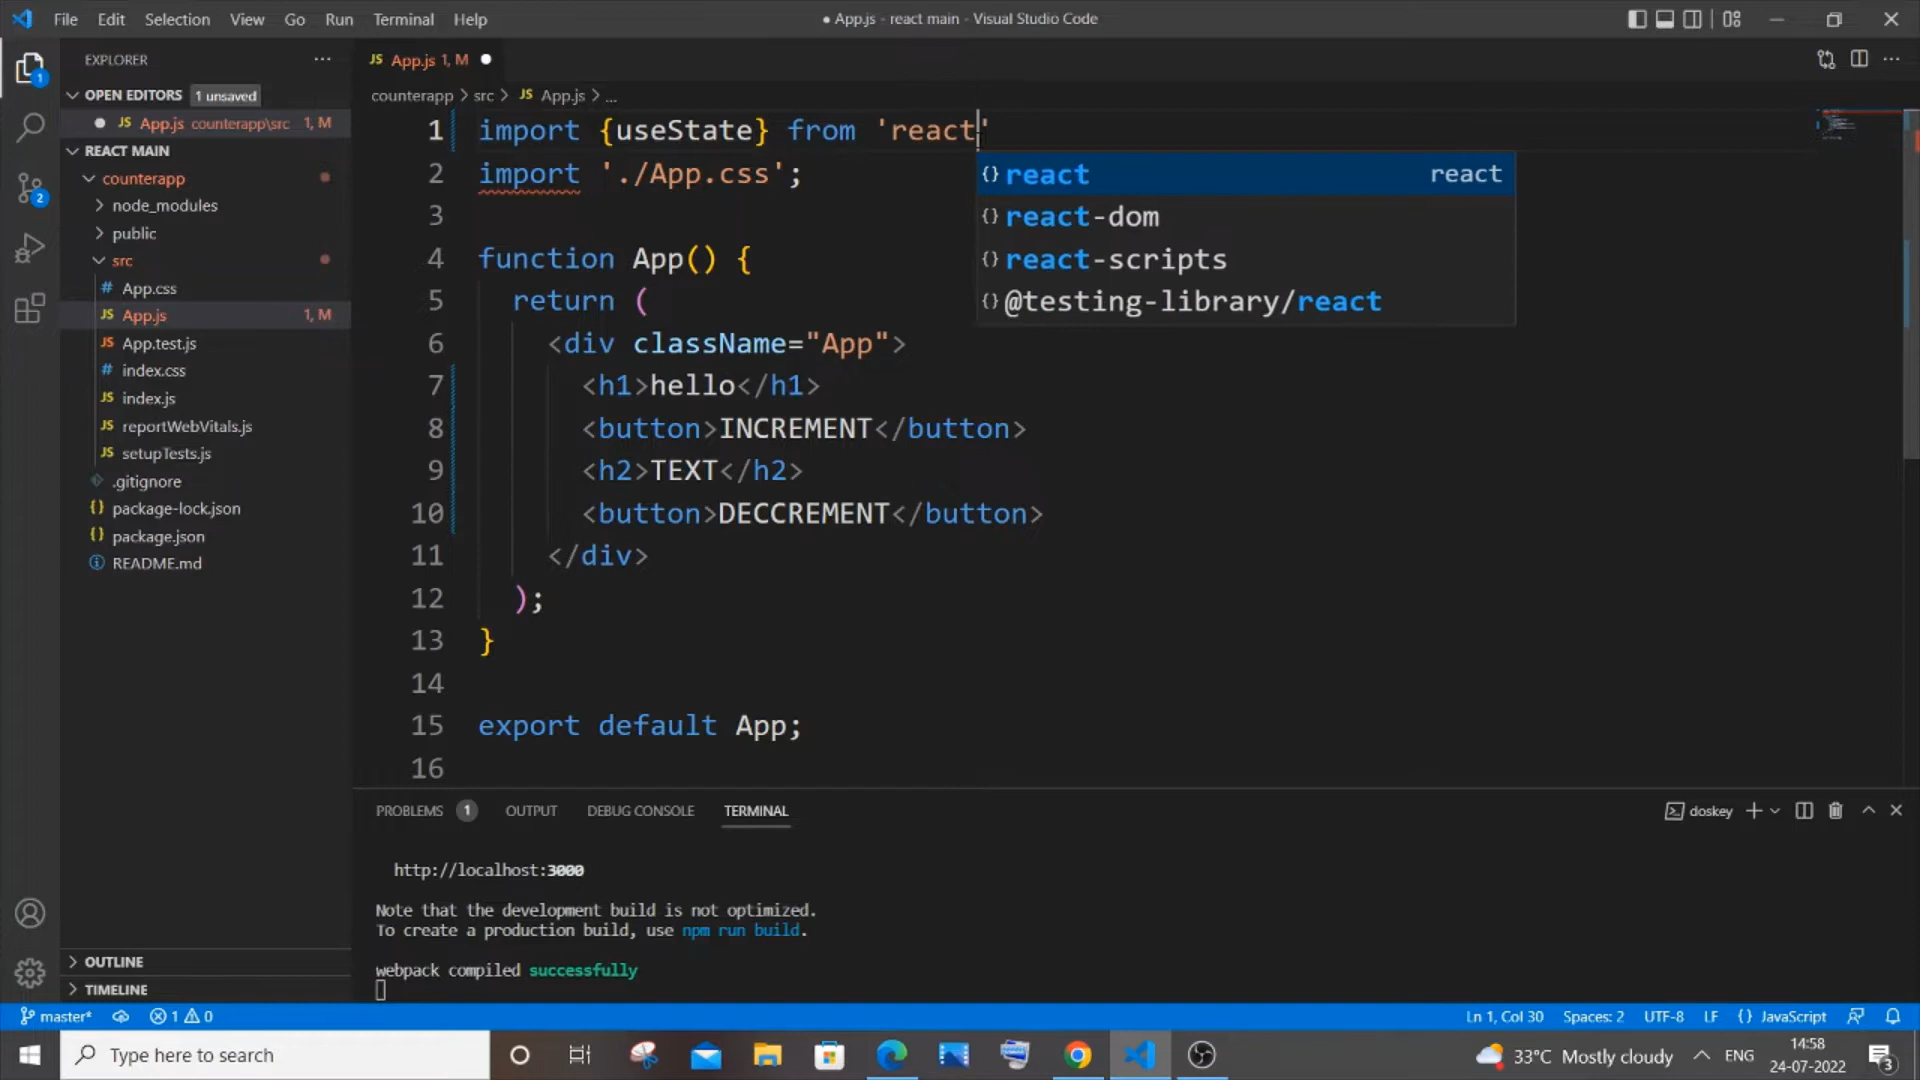 File Edit Selection View Go Run Terminal Help
● App.js - react main - Visual Studio Code
EXPLORER
OPEN EDITORS 1 unsaved
JS App.js counterapp\src 1, M
REACT MAIN
counterapp
node_modules
public
src
# App.css
JS App.js 1, M
JS App.test.js
# index.css
JS index.js
JS reportWebVitals.js
JS setupTests.js
.gitignore
{} package-lock.json
{} package.json
README.md
OUTLINE
TIMELINE
1
2
JS App.js 1, M
counterapp > src > JS App.js > ...
1 import {useState} from 'react'
2 import './App.css';
3
4 function App() {
5 return (
6 <div className="App">
7 <h1>hello</h1>
8 <button>INCREMENT</button>
9 <h2>TEXT</h2>
10 <button>DECCREMENT</button>
11 </div>
12 );
13 }
14
15 export default App;
16
{} react react
{} react-dom
{} react-scripts
{} @testing-library/react
PROBLEMS 1 OUTPUT DEBUG CONSOLE TERMINAL
doskey
http://localhost:3000
Note that the development build is not optimized.
To create a production build, use npm run build.
webpack compiled successfully
master* 1 0
Ln 1, Col 30 Spaces: 2 UTF-8 LF {} JavaScript
Type here to search
33°C Mostly cloudy
ENG
14:58
24-07-2022
3